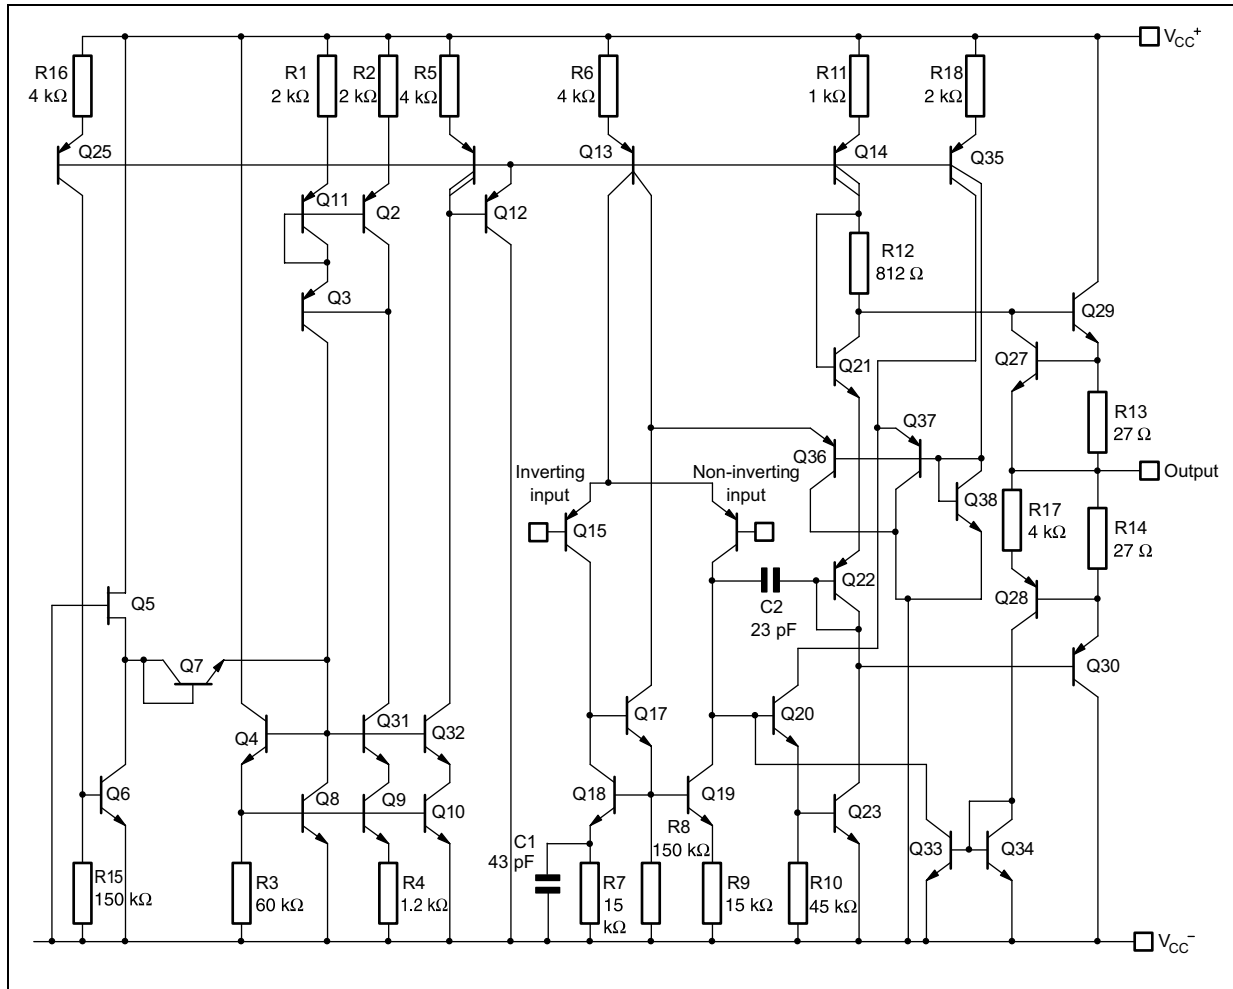 VCC+
R16
4 kΩ
R1
2 kΩ
R2
2 kΩ
R5
4 kΩ
R6
4 kΩ
R11
1 kΩ
R18
2 kΩ
Q25
Q13
Q14
Q35
Q11
Q2
Q12
R12
812 Ω
Q3
Q29
Q27
Q21
R13
27 Ω
Q37
Q36
Inverting
input
Non-inverting
input
Output
Q38
Q15
R17
4 kΩ
R14
27 Ω
Q22
C2
23 pF
Q5
Q28
Q7
Q30
Q17
Q20
Q4
Q31
Q32
Q6
Q8
Q9
Q10
Q18
Q19
Q23
C1
43 pF
R8
150 kΩ
Q33
Q34
R15
150 kΩ
R3
60 kΩ
R4
1.2 kΩ
R7
15
kΩ
R9
15 kΩ
R10
45 kΩ
VCC−